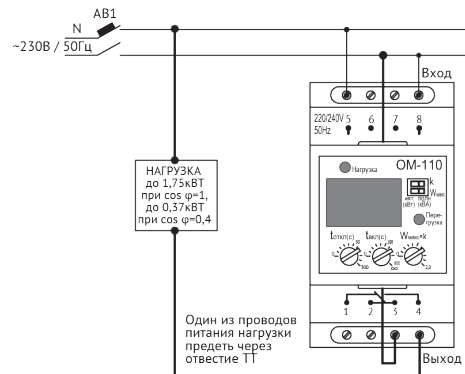 АВ1
N
~230В / 50Гц
Вход
220/240V 5 6 7 8
50Hz
Нагрузка
ОМ-110
k
Wмакс
акт полн
(кВт) (кВА)
Пере-
грузки
tоткл(с)
tвкл(с)
Wмакс×k
НАГРУЗКА
до 1,75кВТ
при cos φ=1,
до 0,37кВТ
при cos φ=0,4
1 2 3 4
Один из проводов
питания нагрузки
предеть через
отвестие ТТ
Выход